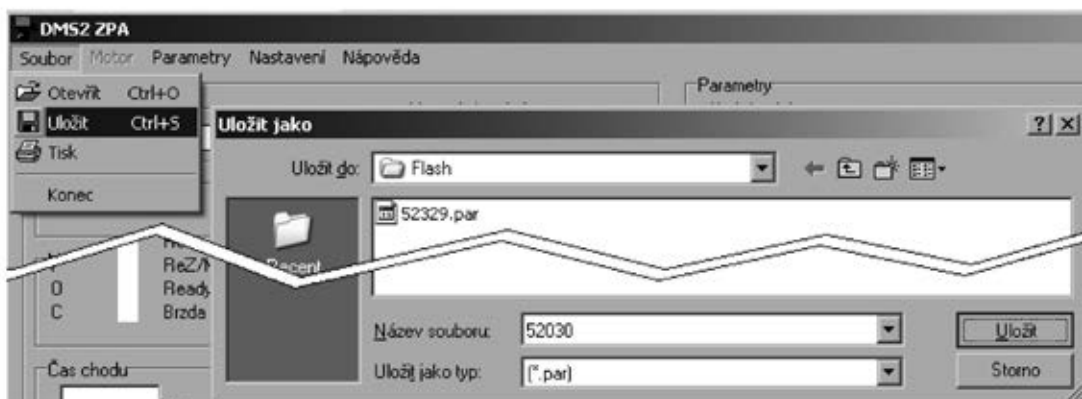 DMS2 ZPA
Soubor Motor Parametry Nastavení Nápověda
Otevřít Ctrl+O
Uložit Ctrl+S
Tisk
Konec
Parametry
Uložit jako
Uložit do: Flash
52329.par
Recent
ReZ/
O Ready
C Brzda
Název souboru: 52030 Uložit
Uložit jako typ: (*.par) Storno
Čas chodu